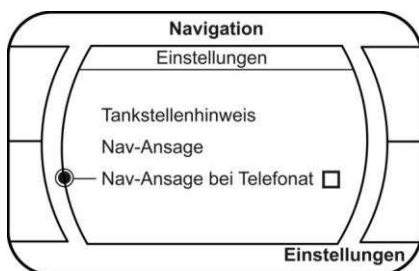 Navigation
Einstellungen
Tankstellenhinweis
Nav-Ansage
Nav-Ansage bei Telefonat
Einstellungen